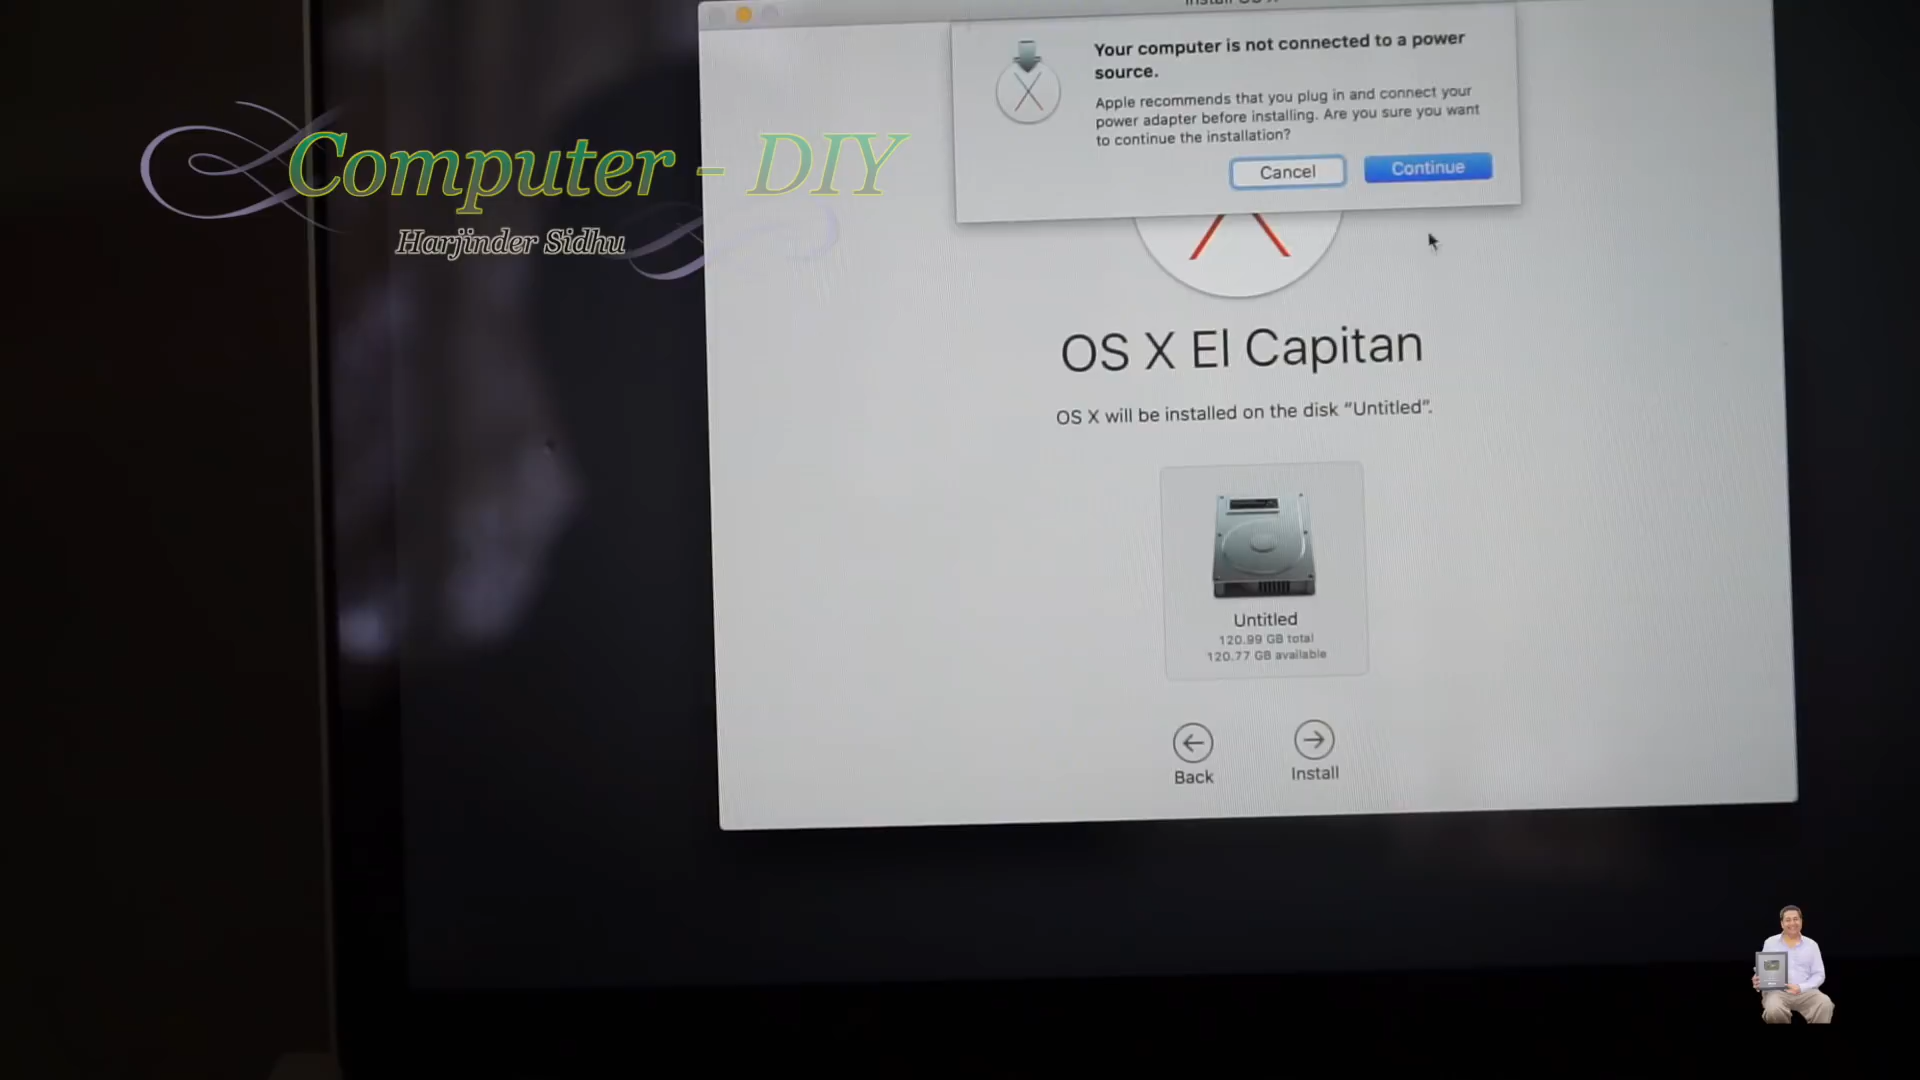 Your computer is not connected to a power
source.
Apple recommends that you plug in and connect your
power adapter before installing. Are you sure you want
to continue the installation?
Cancel
Continue
Computer - DIY
Harjinder Sidhu
OS X El Capitan
OS X will be installed on the disk “Untitled”.
Untitled
120.99 GB total
120.77 GB available
Back
Install